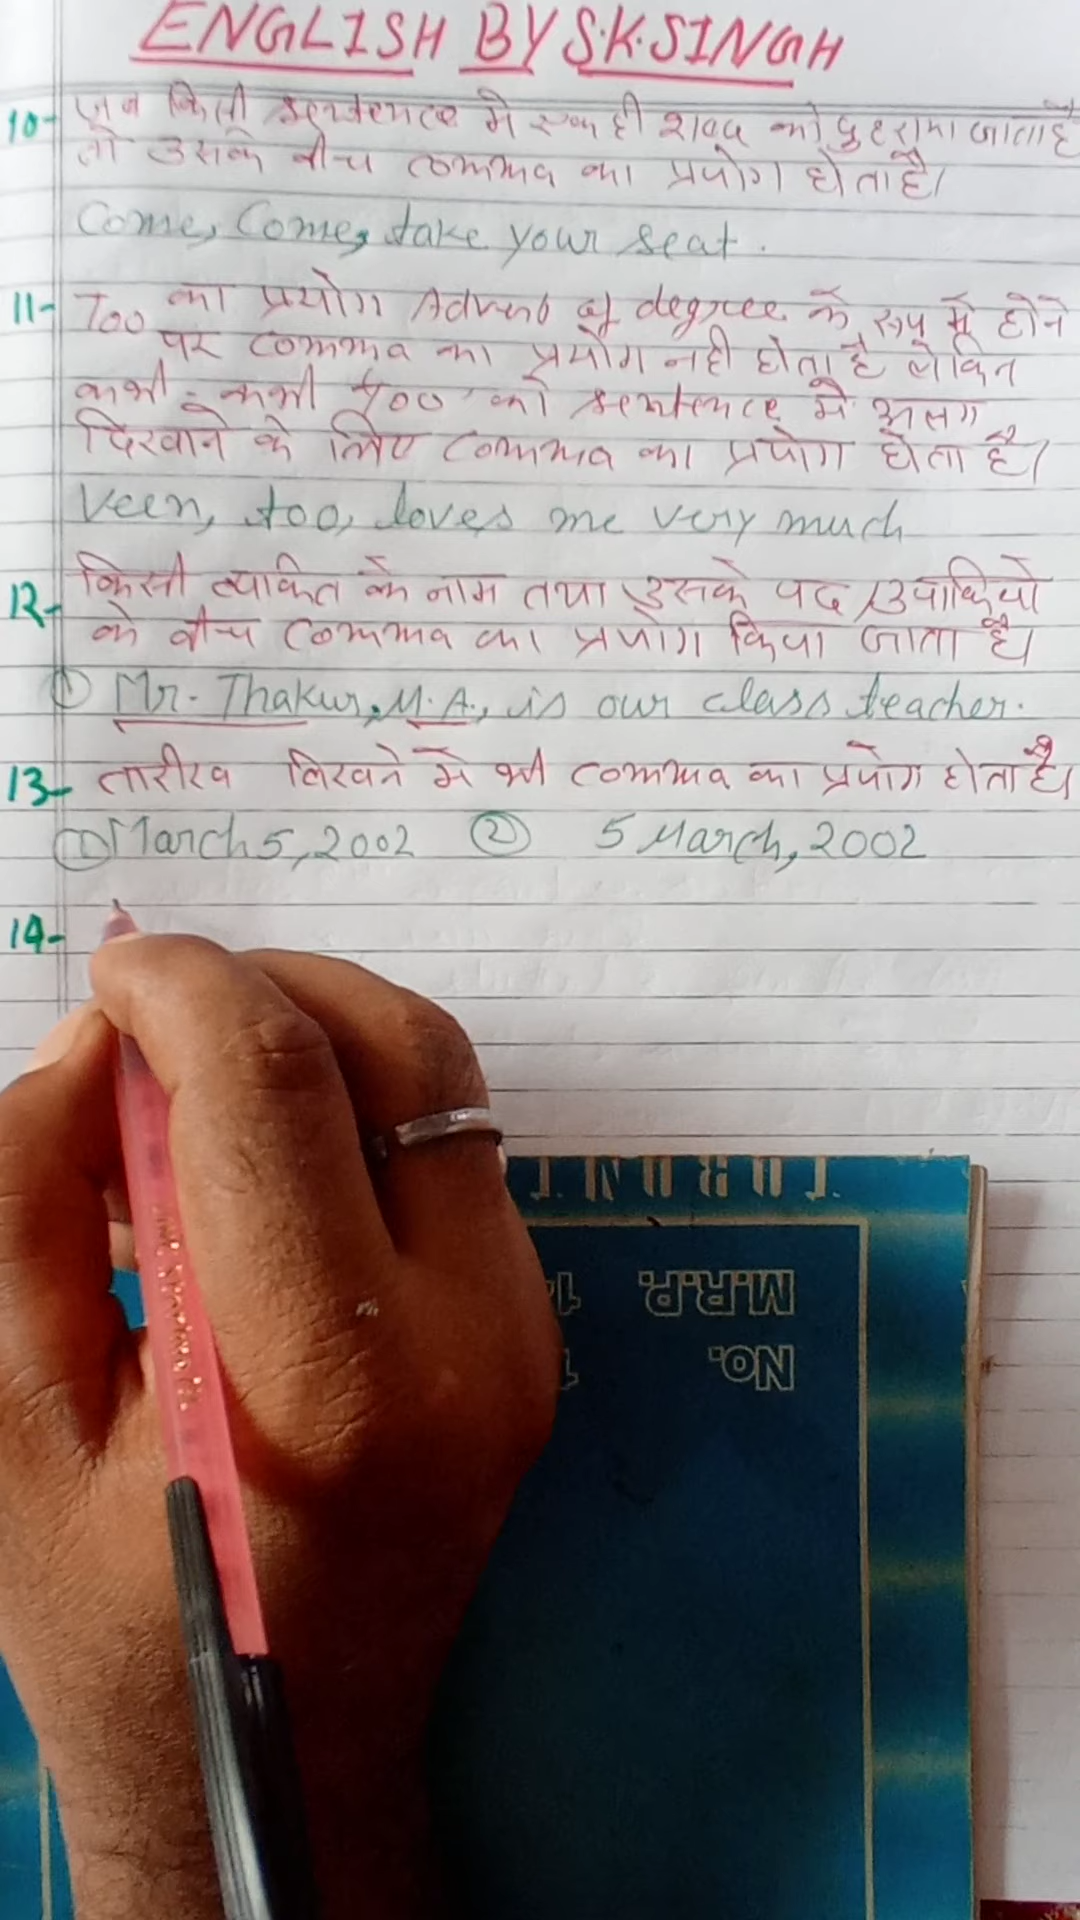 ENGLISH BY S.K.SINGH
10- जब किसी sentence मे एक ही शब्द को दुहराया जाता है
तो उसके बीच comma का प्रयोग होता है।
Come, Come, take your seat.
11- Too का प्रयोग Adverb of degree के रूप में होने
पर comma का प्रयोग नही होता है लेकिन
कभी-कभी too को sentence मे अलग
दिखाने के लिए comma का प्रयोग होता है।
Veen, too, loves me very much
12- किसी व्यक्ति के नाम तथा उसके पद/उपाधियो
के बीच comma का प्रयोग किया जाता है।
① Mr. Thakur, M.A., is our class teacher.
13- तारीख लिखने मे भी comma का प्रयोग होता है।
① March 5, 2002 ② 5 March, 2002
14-
M.R.P.
NO.